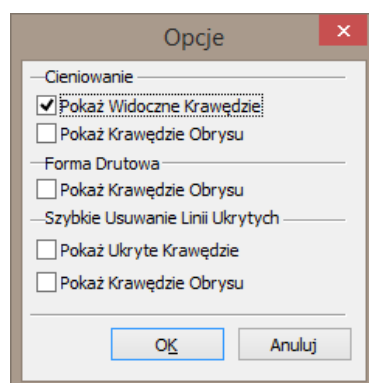 Opcje
Cieniowanie
Pokaż Widoczne Krawędzie
Pokaż Krawędzie Obrysu
Forma Drutowa
Pokaż Krawędzie Obrysu
Szybkie Usuwanie Linii Ukrytych
Pokaż Ukryte Krawędzie
Pokaż Krawędzie Obrysu
OK Anuluj